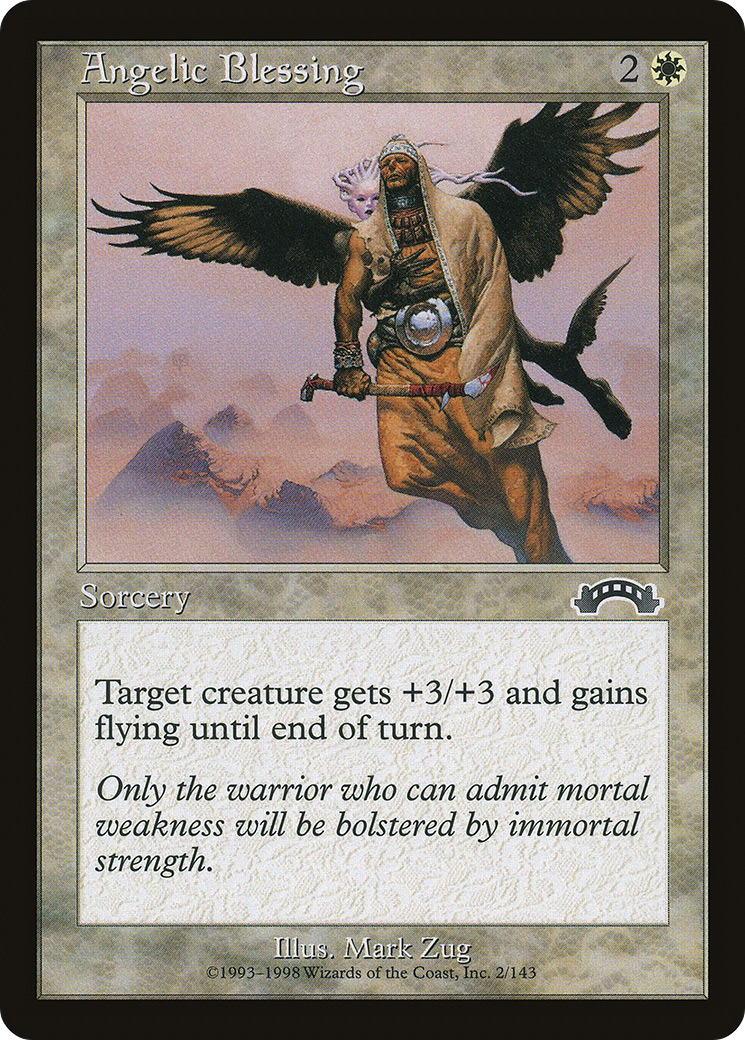 Angelic Blessing 2
Sorcery
Target creature gets +3/+3 and gains
flying until end of turn.
Only the warrior who can admit mortal
weakness will be bolstered by immortal
strength.
Illus. Mark Zug
©1993–1998 Wizards of the Coast, Inc. 2/143